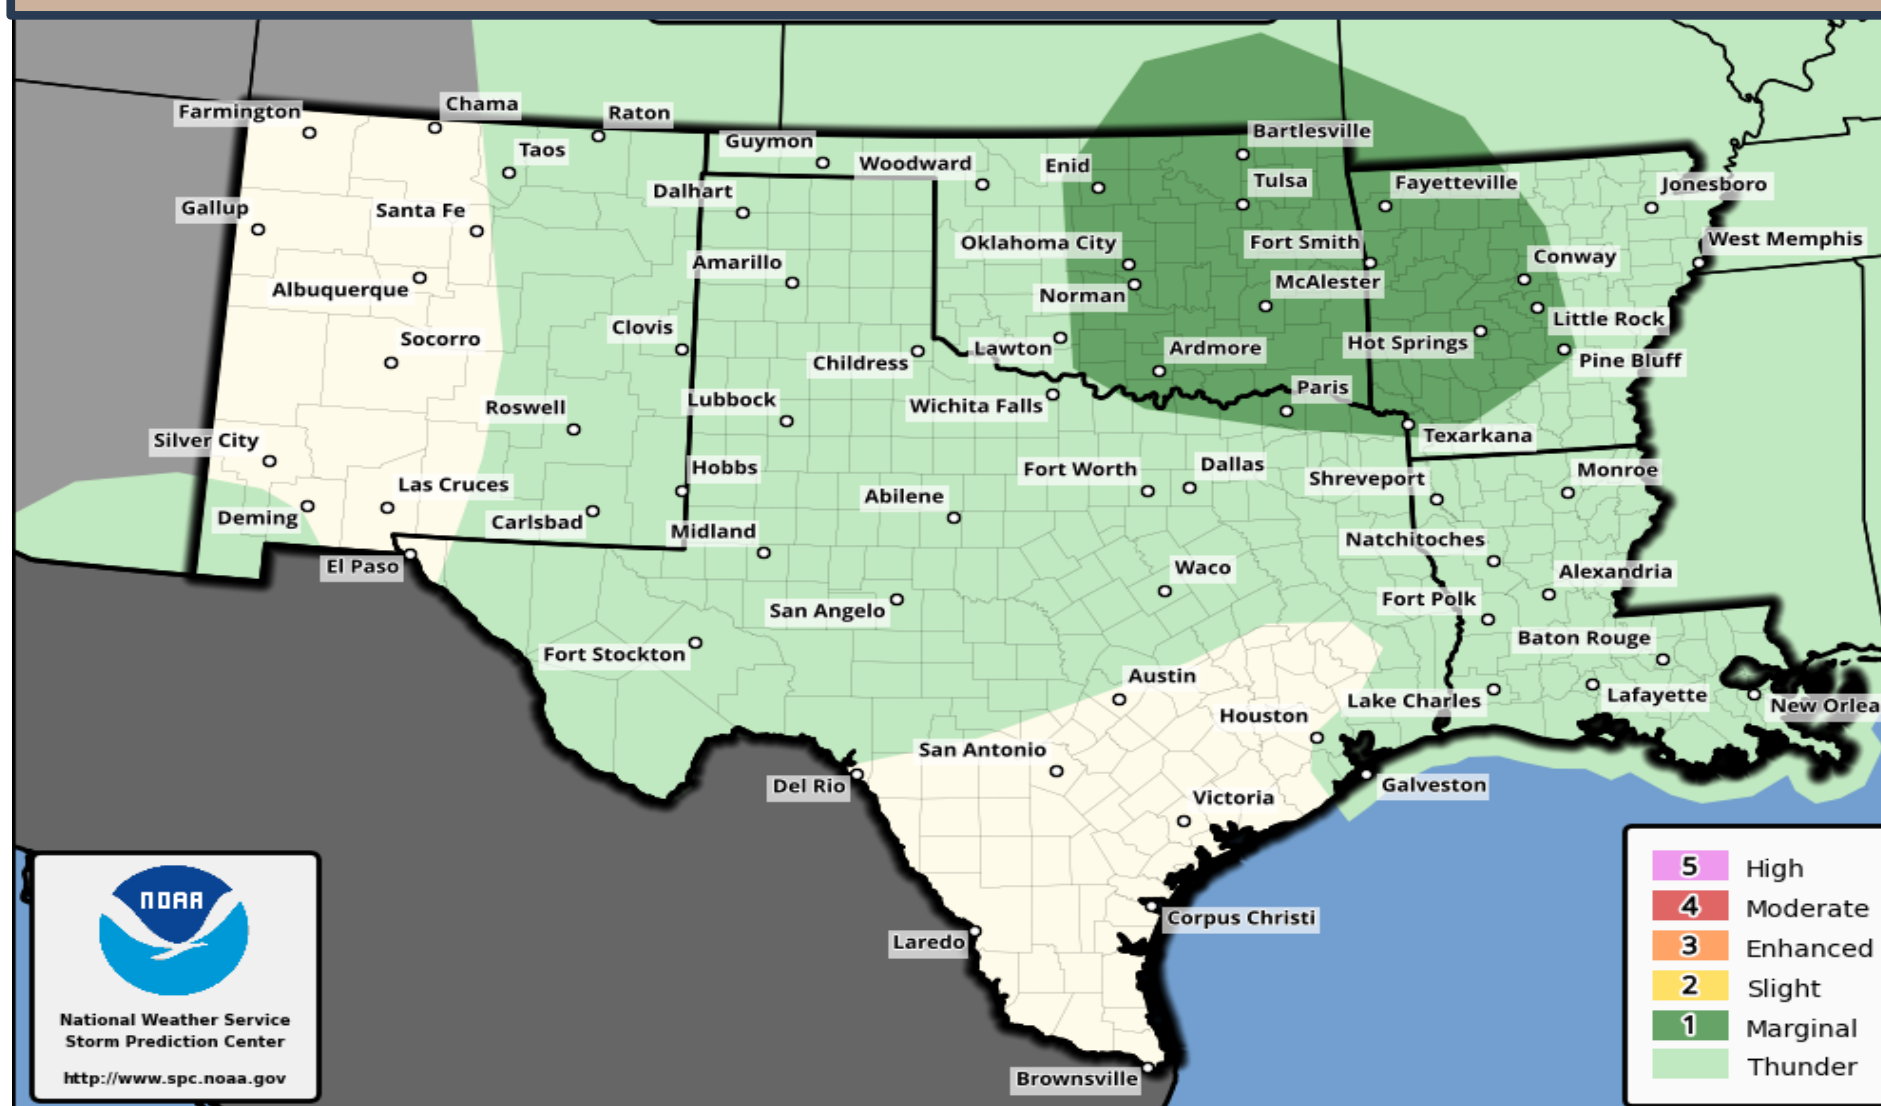 Farmington
Chama
Raton
Taos
Guymon
Woodward
Enid
Bartlesville
Tulsa
Fayetteville
Jonesboro
Gallup
Santa Fe
Dalhart
Oklahoma City
Fort Smith
West Memphis
Albuquerque
Amarillo
Norman
McAlester
Conway
Socorro
Clovis
Childress
Lawton
Ardmore
Hot Springs
Little Rock
Pine Bluff
Roswell
Lubbock
Wichita Falls
Paris
Texarkana
Silver City
Las Cruces
Hobbs
Abilene
Fort Worth
Dallas
Shreveport
Monroe
Deming
Carlsbad
Midland
Natchitoches
El Paso
San Angelo
Waco
Fort Polk
Alexandria
Fort Stockton
Austin
Baton Rouge
Houston
Lake Charles
Lafayette
New Orlea
San Antonio
Del Rio
Victoria
Galveston
Laredo
Corpus Christi
Brownsville
NOAA
National Weather Service
Storm Prediction Center
http://www.spc.noaa.gov
5 High
4 Moderate
3 Enhanced
2 Slight
1 Marginal
Thunder